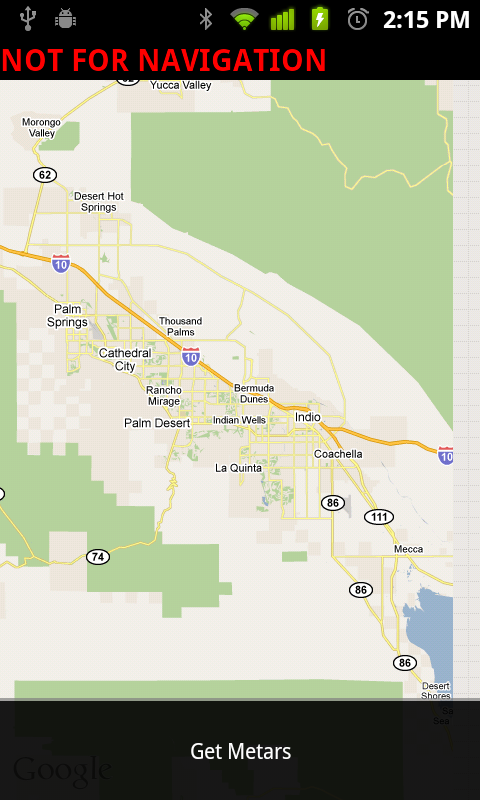 2:15 PM
NOT FOR NAVIGATION
62
Yucca Valley
Morongo
Valley
62
Desert Hot
Springs
10
Palm
Springs
Thousand
Palms
Cathedral
City
10
Rancho
Mirage
Bermuda
Dunes
Palm Desert
Indian Wells
Indio
Coachella
10
La Quinta
86
111
Mecca
74
86
86
Desert
Shores
Sea
Get Metars
Google